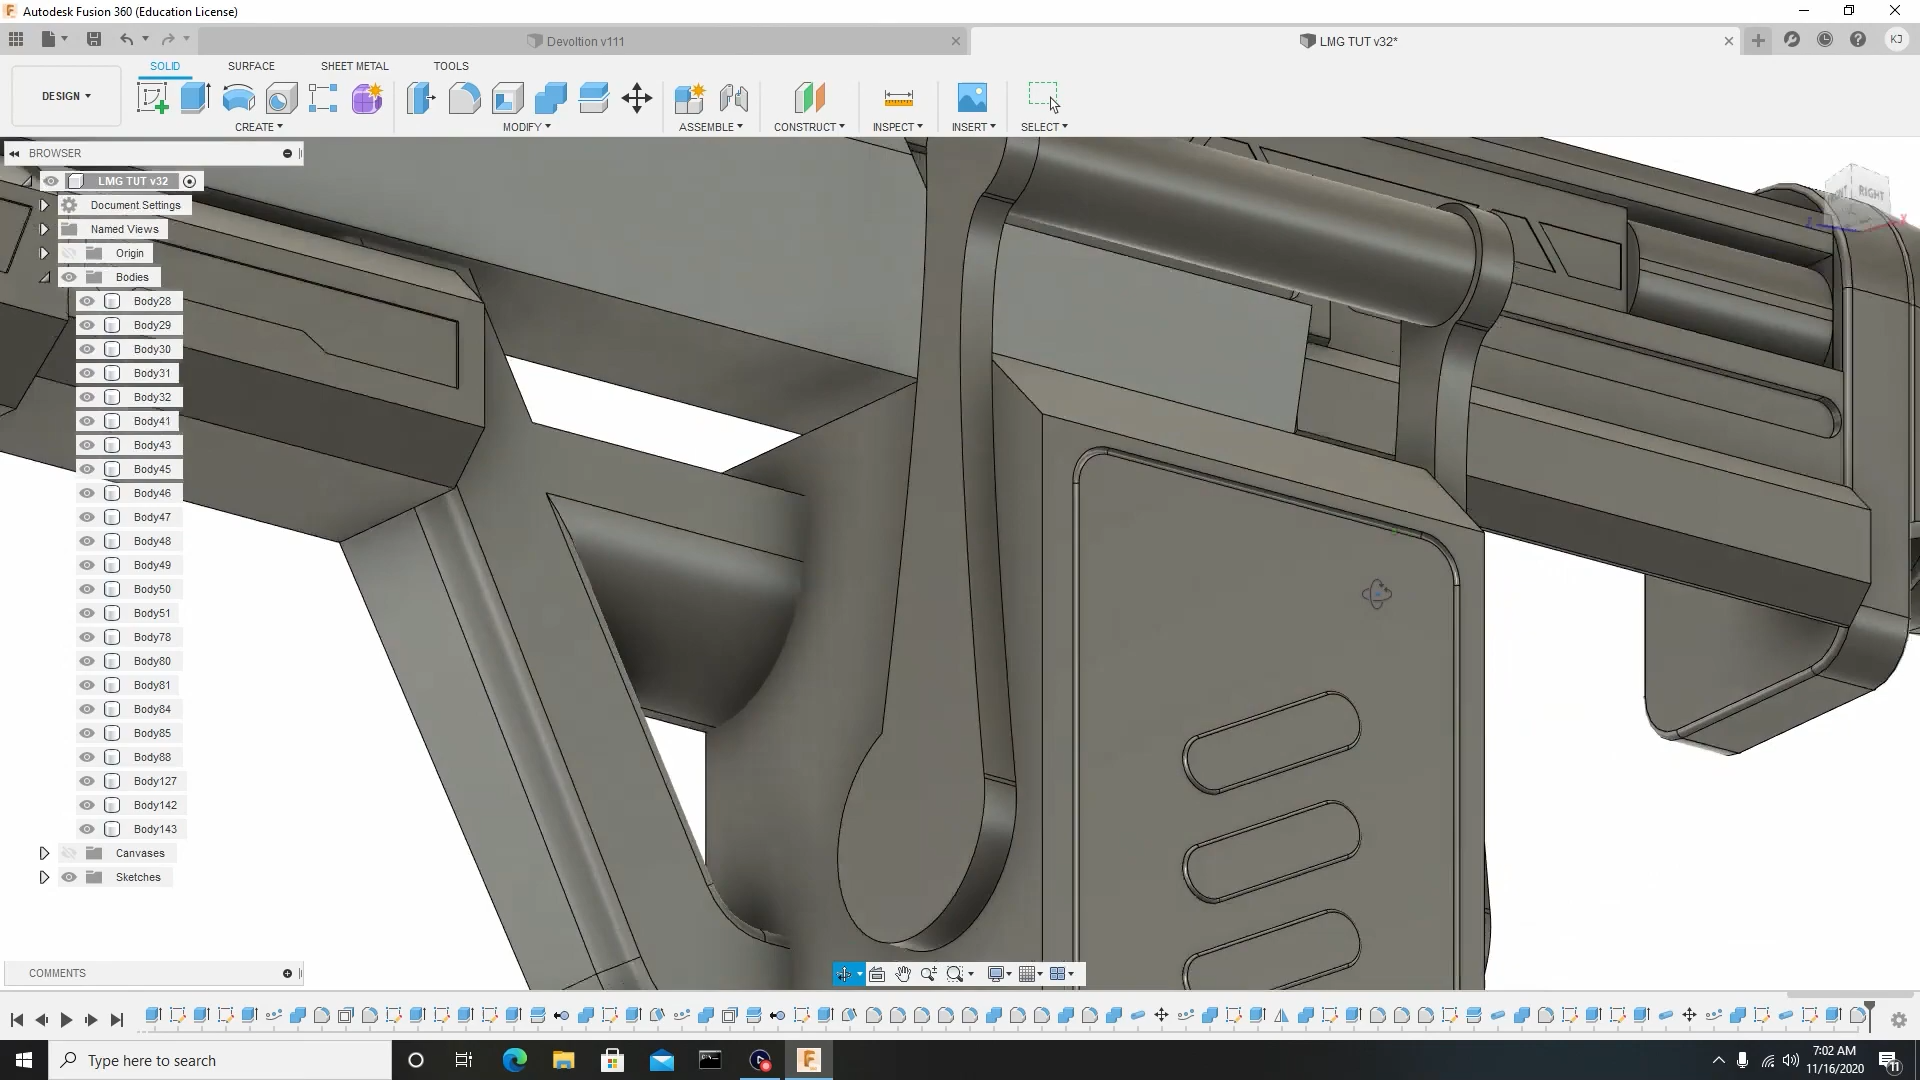 Autodesk Fusion 360 (Education License)
Devoltion v111
LMG TUT v32*
KJ
DESIGN
SOLID
SURFACE
SHEET METAL
TOOLS
CREATE
MODIFY
ASSEMBLE
CONSTRUCT
INSPECT
INSERT
SELECT
BROWSER
LMG TUT v32
Document Settings
Named Views
Origin
Bodies
Body28
Body29
Body30
Body31
Body32
Body41
Body43
Body45
Body46
Body47
Body48
Body49
Body50
Body51
Body78
Body80
Body81
Body84
Body85
Body88
Body127
Body142
Body143
Canvases
Sketches
RIGHT
COMMENTS
Type here to search
7:02 AM
11/16/2020
11